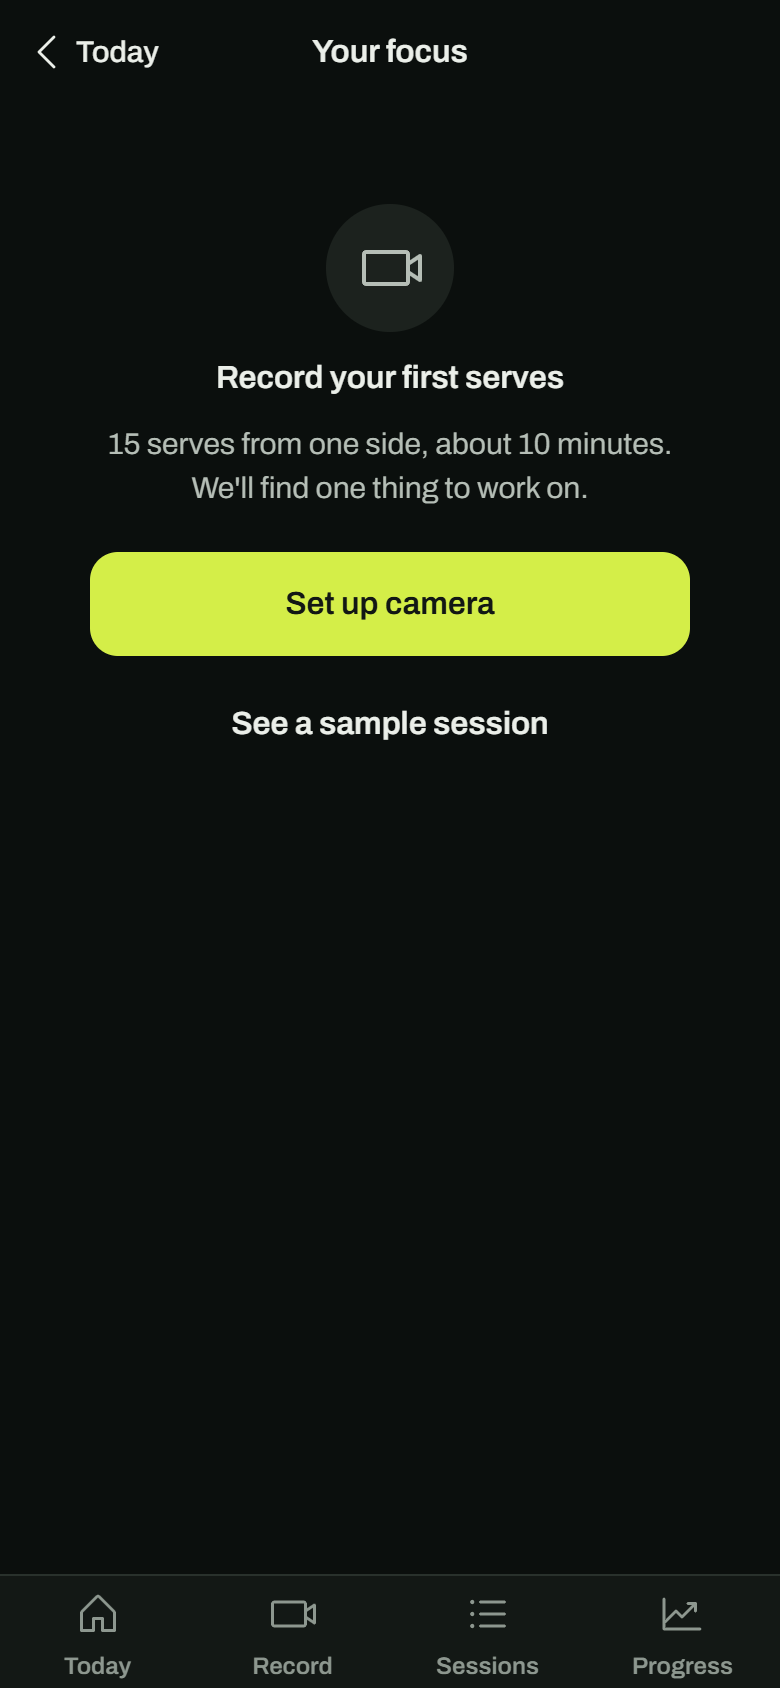 Today
Your focus
Record your first serves
15 serves from one side, about 10 minutes.
We'll find one thing to work on.
Set up camera
See a sample session
Today
Record
Sessions
Progress